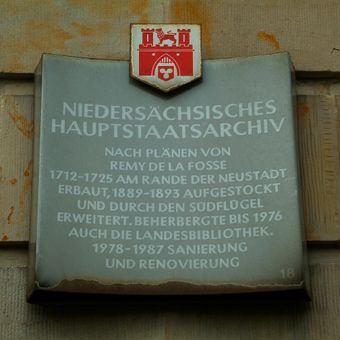 NIEDERSÄCHSISCHES
HAUPTSTAATSARCHIV
NACH PLÄNEN VON
REMY DE LA FOSSE
1712-1725 AM RANDE DER NEUSTADT
ERBAUT, 1889-1893 AUFGESTOCKT
UND DURCH DEN SÜDFLÜGEL
ERWEITERT. BEHERBERGTE BIS 1976
AUCH DIE LANDESBIBLIOTHEK.
1978-1987 SANIERUNG
UND RENOVIERUNG
18